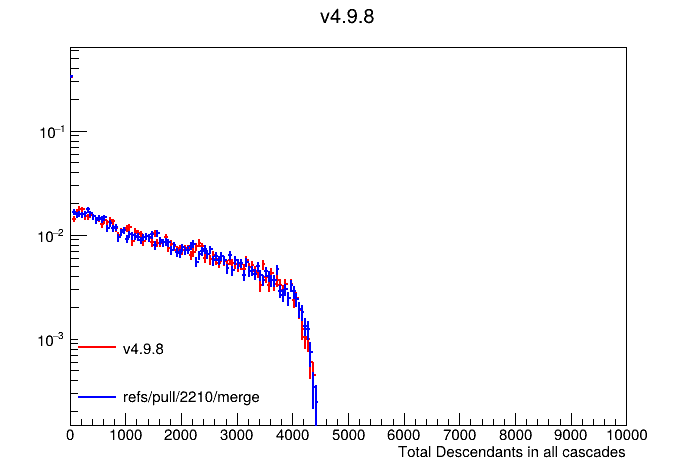 v4.9.8
10⁻¹
10⁻²
10⁻³
v4.9.8
refs/pull/2210/merge
0 1000 2000 3000 4000 5000 6000 7000 8000 9000 10000
Total Descendants in all cascades